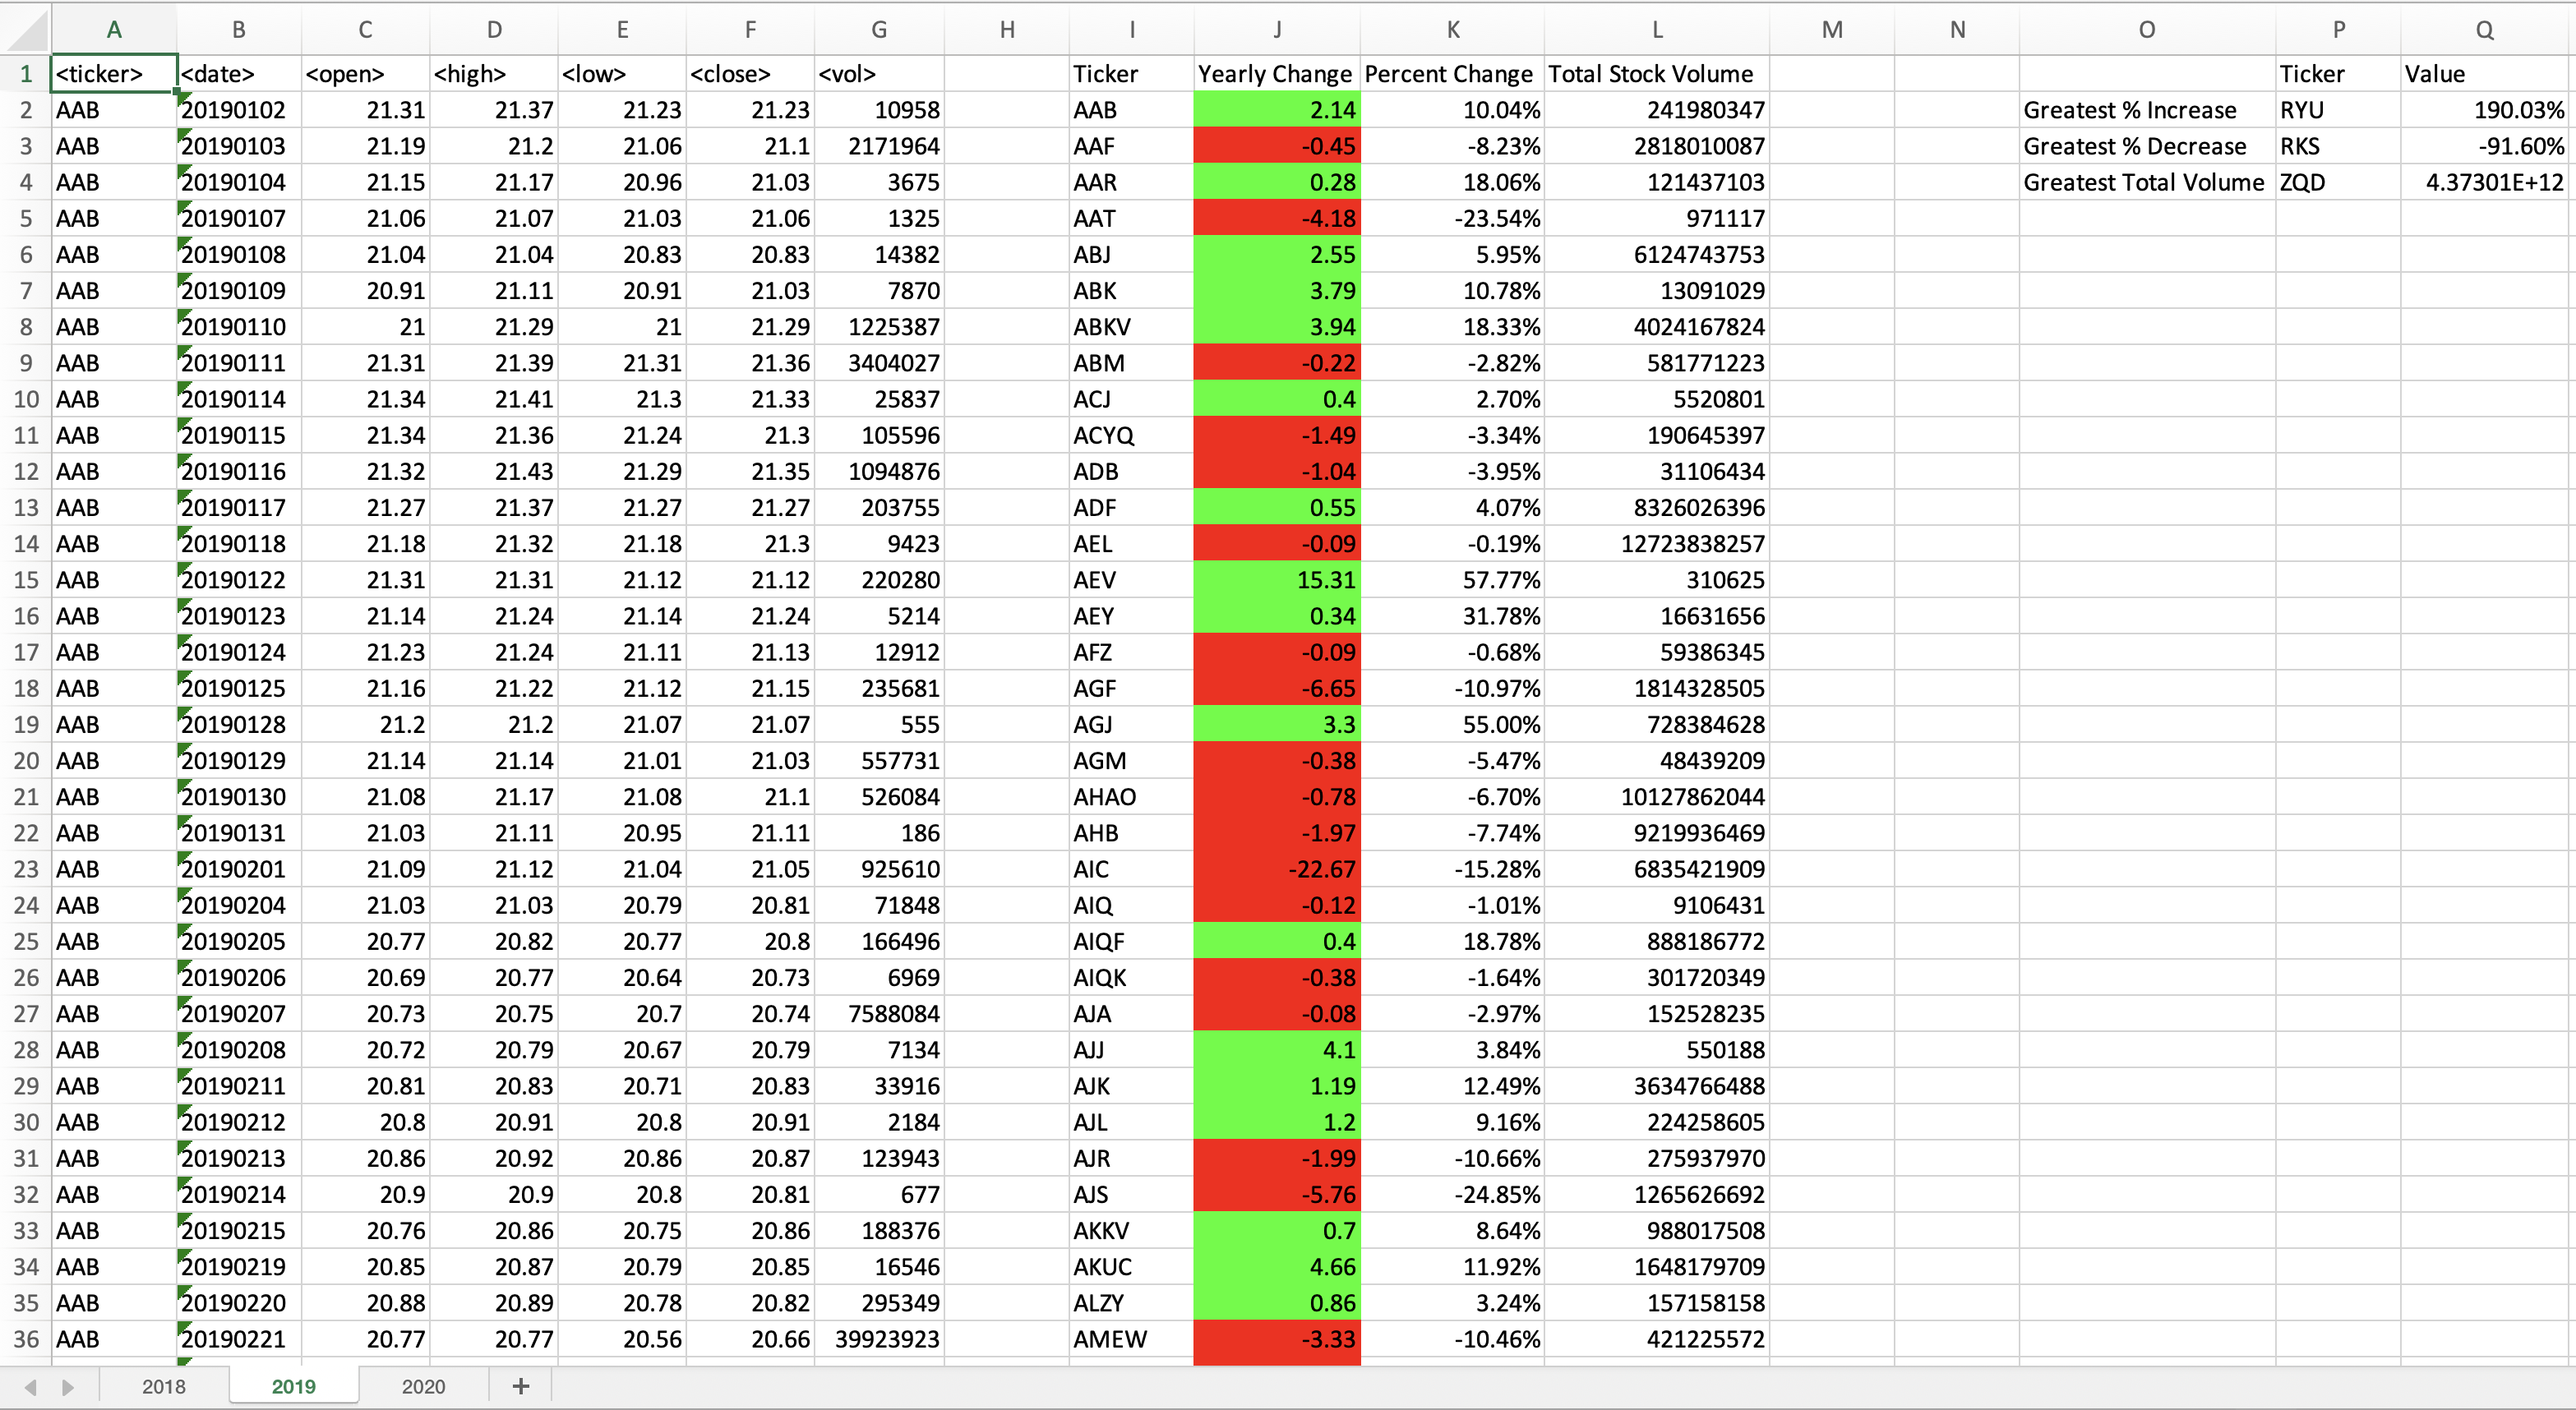 A B C D E F G H I J K L M N O P Q
1 <ticker> <date> <open> <high> <low> <close> <vol> Ticker Yearly Change Percent Change Total Stock Volume Ticker Value
2 AAB 20190102 21.31 21.37 21.23 21.23 10958 AAB 2.14 10.04% 241980347 Greatest % Increase RYU 190.03%
3 AAB 20190103 21.19 21.2 21.06 21.1 2171964 AAF -0.45 -8.23% 2818010087 Greatest % Decrease RKS -91.60%
4 AAB 20190104 21.15 21.17 20.96 21.03 3675 AAR 0.28 18.06% 121437103 Greatest Total Volume ZQD 4.37301E+12
5 AAB 20190107 21.06 21.07 21.03 21.06 1325 AAT -4.18 -23.54% 971117
6 AAB 20190108 21.04 21.04 20.83 20.83 14382 ABJ 2.55 5.95% 6124743753
7 AAB 20190109 20.91 21.11 20.91 21.03 7870 ABK 3.79 10.78% 13091029
8 AAB 20190110 21 21.29 21 21.29 1225387 ABKV 3.94 18.33% 4024167824
9 AAB 20190111 21.31 21.39 21.31 21.36 3404027 ABM -0.22 -2.82% 581771223
10 AAB 20190114 21.34 21.41 21.3 21.33 25837 ACJ 0.4 2.70% 5520801
11 AAB 20190115 21.34 21.36 21.24 21.3 105596 ACYQ -1.49 -3.34% 190645397
12 AAB 20190116 21.32 21.43 21.29 21.35 1094876 ADB -1.04 -3.95% 31106434
13 AAB 20190117 21.27 21.37 21.27 21.27 203755 ADF 0.55 4.07% 8326026396
14 AAB 20190118 21.18 21.32 21.18 21.3 9423 AEL -0.09 -0.19% 12723838257
15 AAB 20190122 21.31 21.31 21.12 21.12 220280 AEV 15.31 57.77% 310625
16 AAB 20190123 21.14 21.24 21.14 21.24 5214 AEY 0.34 31.78% 16631656
17 AAB 20190124 21.23 21.24 21.11 21.13 12912 AFZ -0.09 -0.68% 59386345
18 AAB 20190125 21.16 21.22 21.12 21.15 235681 AGF -6.65 -10.97% 1814328505
19 AAB 20190128 21.2 21.2 21.07 21.07 555 AGJ 3.3 55.00% 728384628
20 AAB 20190129 21.14 21.14 21.01 21.03 557731 AGM -0.38 -5.47% 48439209
21 AAB 20190130 21.08 21.17 21.08 21.1 526084 AHAO -0.78 -6.70% 10127862044
22 AAB 20190131 21.03 21.11 20.95 21.11 186 AHB -1.97 -7.74% 9219936469
23 AAB 20190201 21.09 21.12 21.04 21.05 925610 AIC -22.67 -15.28% 6835421909
24 AAB 20190204 21.03 21.03 20.79 20.81 71848 AIQ -0.12 -1.01% 9106431
25 AAB 20190205 20.77 20.82 20.77 20.8 166496 AIQF 0.4 18.78% 888186772
26 AAB 20190206 20.69 20.77 20.64 20.73 6969 AIQK -0.38 -1.64% 301720349
27 AAB 20190207 20.73 20.75 20.7 20.74 7588084 AJA -0.08 -2.97% 152528235
28 AAB 20190208 20.72 20.79 20.67 20.79 7134 AJJ 4.1 3.84% 550188
29 AAB 20190211 20.81 20.83 20.71 20.83 33916 AJK 1.19 12.49% 3634766488
30 AAB 20190212 20.8 20.91 20.8 20.91 2184 AJL 1.2 9.16% 224258605
31 AAB 20190213 20.86 20.92 20.86 20.87 123943 AJR -1.99 -10.66% 275937970
32 AAB 20190214 20.9 20.9 20.8 20.81 677 AJS -5.76 -24.85% 1265626692
33 AAB 20190215 20.76 20.86 20.75 20.86 188376 AKKV 0.7 8.64% 988017508
34 AAB 20190219 20.85 20.87 20.79 20.85 16546 AKUC 4.66 11.92% 1648179709
35 AAB 20190220 20.88 20.89 20.78 20.82 295349 ALZY 0.86 3.24% 157158158
36 AAB 20190221 20.77 20.77 20.56 20.66 39923923 AMEW -3.33 -10.46% 421225572
2018 2019 2020 +